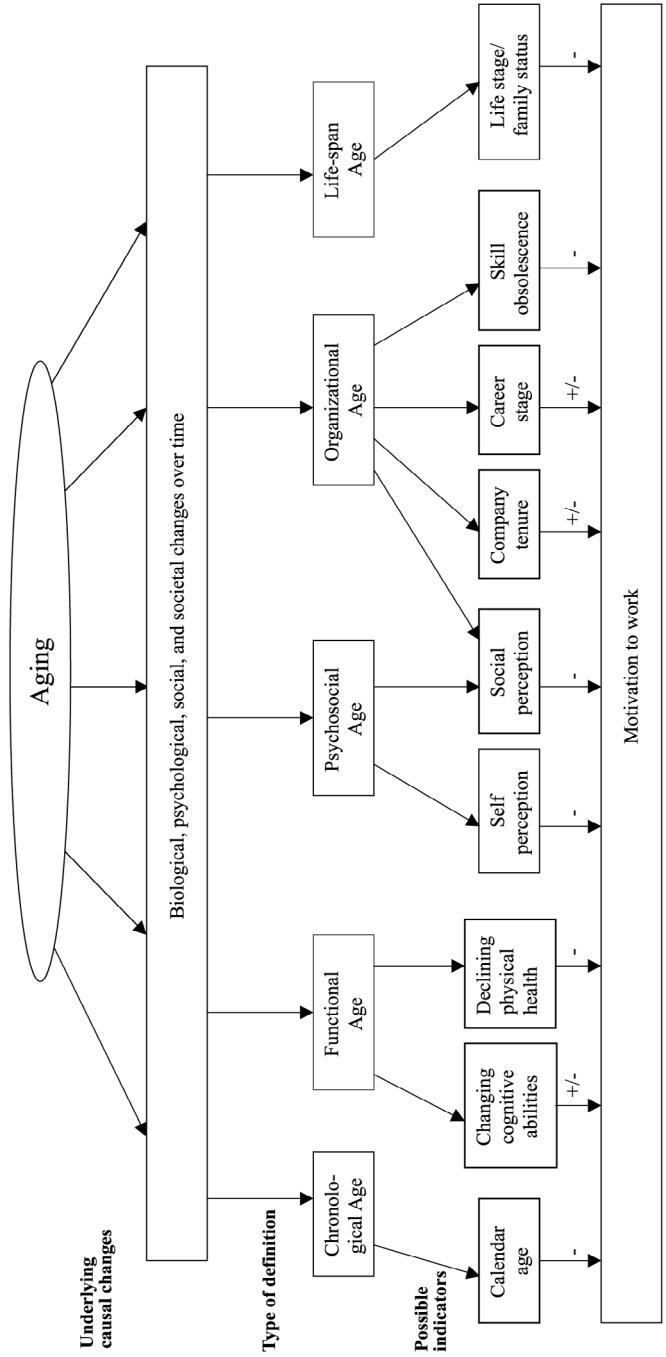 Aging
Underlying
causal changes
Biological, psychological, social, and societal changes over time
Type of definition
Chronolo-
gical Age
Functional
Age
Psychosocial
Age
Organizational
Age
Life-span
Age
Possible
indicators
Calendar
age
Changing
cognitive
abilities
Declining
physical
health
Self
perception
Social
perception
Company
tenure
Career
stage
Skill
obsolescence
Life stage/
family status
-
+/-
-
-
-
+/-
+/-
-
-
Motivation to work